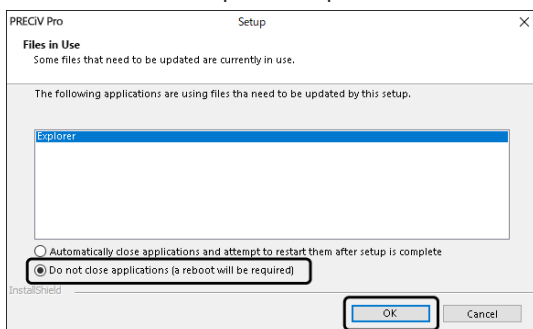 PRECiV Pro Setup
Files in Use
Some files that need to be updated are currently in use.
The following applications are using files tha need to be updated by this setup.
Explorer
Automatically close applications and attempt to restart them after setup is complete
Do not close applications (a reboot will be required)
InstallShield
OK Cancel